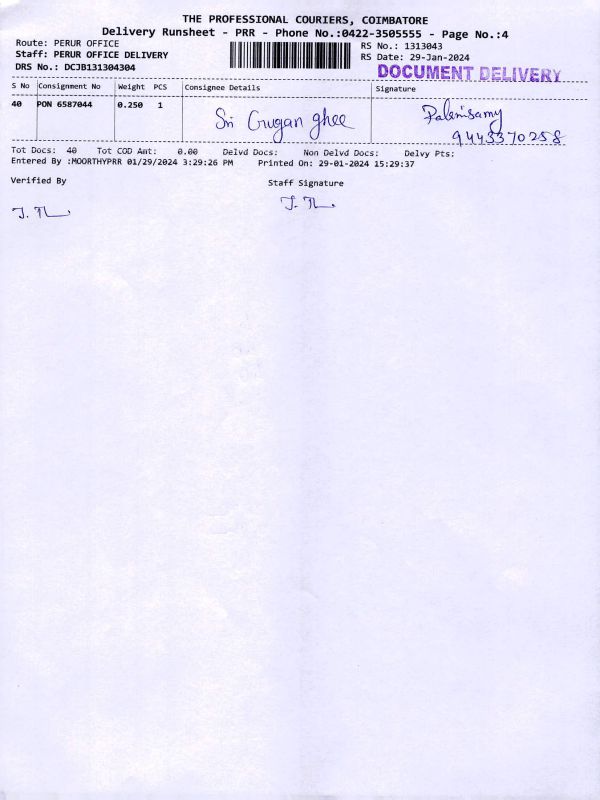 THE PROFESSIONAL COURIERS, COIMBATORE
Delivery Runsheet - PRR - Phone No.:0422-3505555 - Page No.:4
Route: PERUR OFFICE
Staff: PERUR OFFICE DELIVERY
DRS No.: DCJB131304304
RS No.: 1313043
RS Date: 29-Jan-2024
DOCUMENT DELIVERY
S No Consignment No Weight PCS Consignee Details Signature
40 PON 6587044 0.250 1 Sri Gugan ghee Palanisamy
9443370258
Tot Docs: 40 Tot COD Amt: 0.00 Delvd Docs: Non Delvd Docs: Delvy Pts:
Entered By :MOORTHYPRR 01/29/2024 3:29:26 PM Printed On: 29-01-2024 15:29:37
Verified By Staff Signature